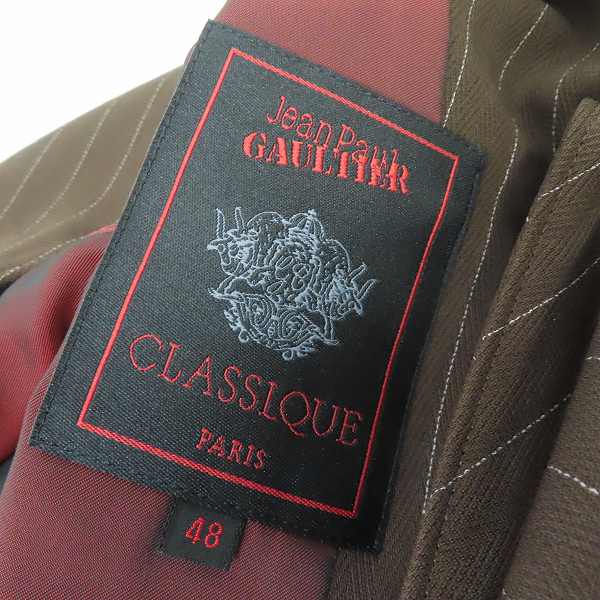 Jean Paul
GAULTIER
CLASSIQUE
PARIS
48